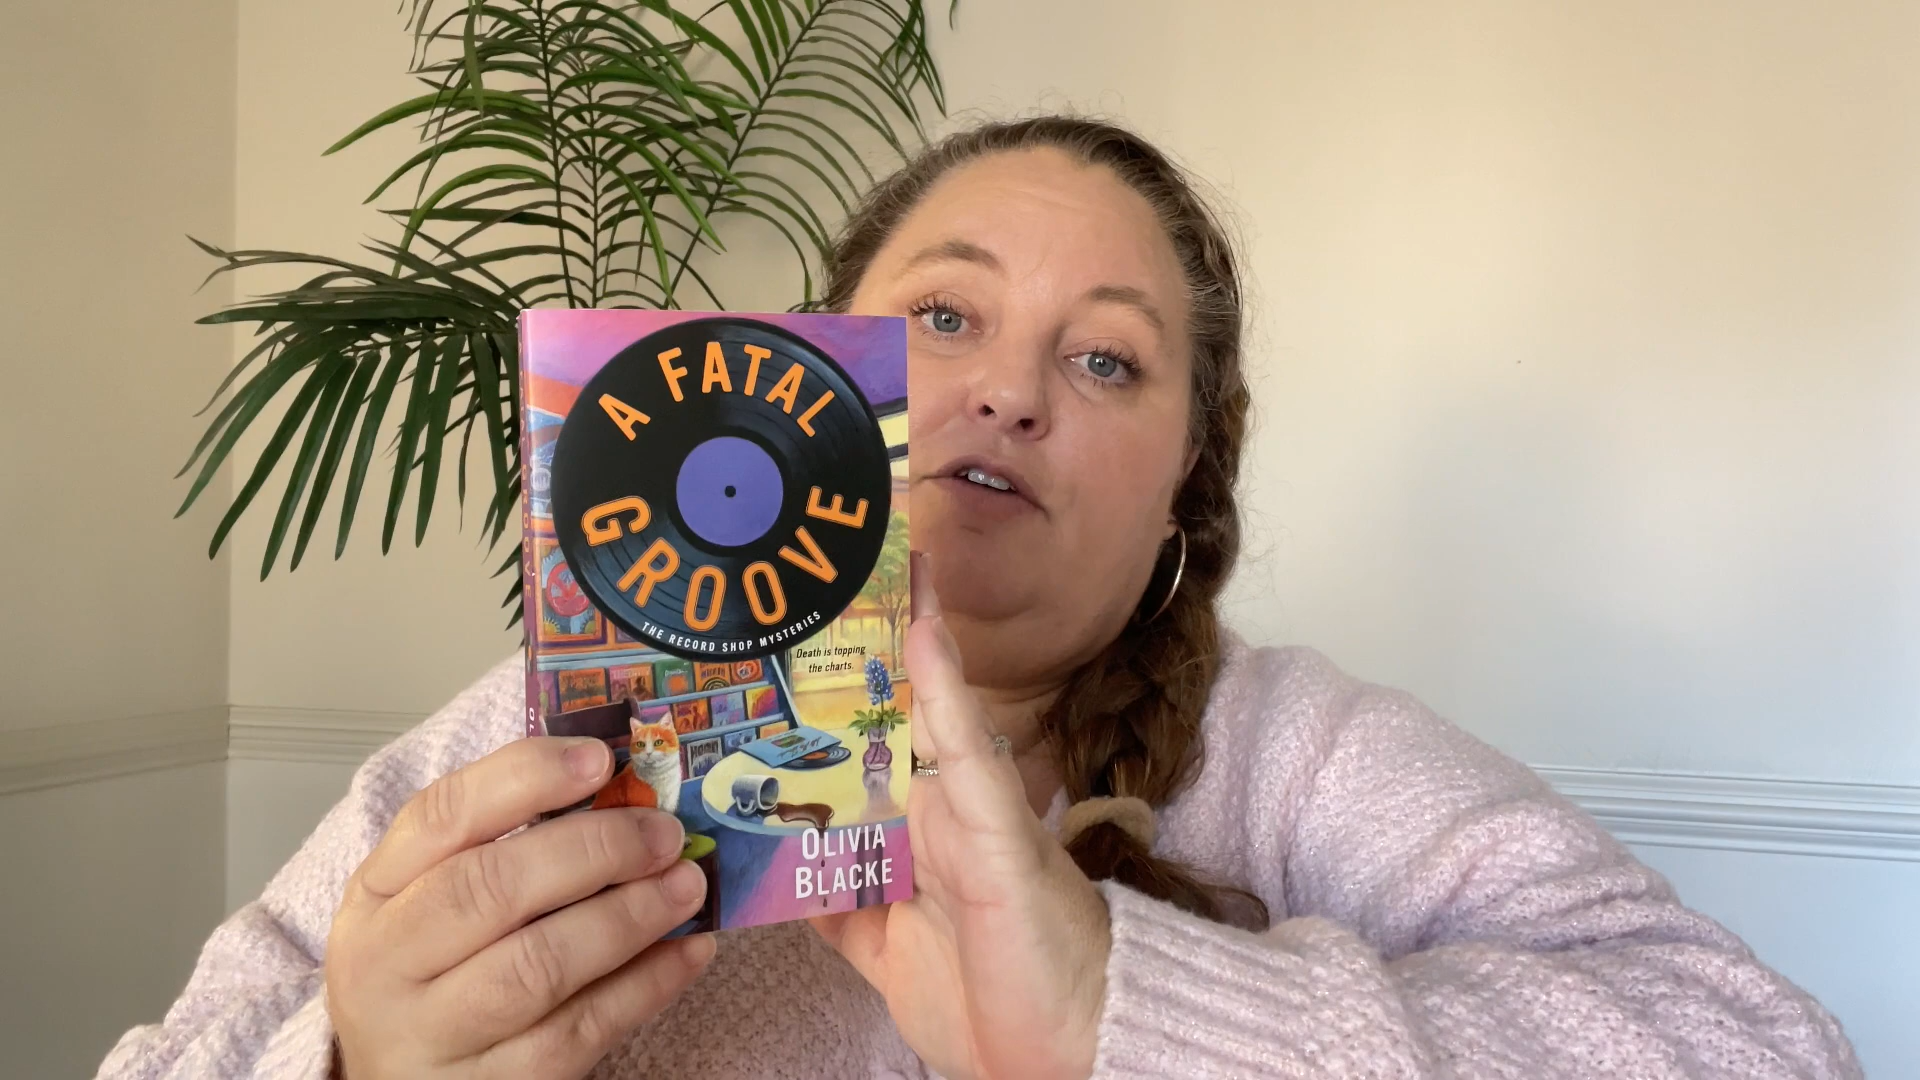 A FATAL
GROOVE
THE RECORD SHOP MYSTERIES
Death is topping
the charts.
OLIVIA
BLACKE